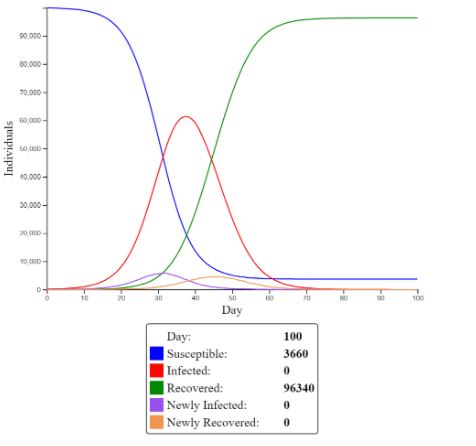 90,000
80,000
70,000
60,000
50,000
40,000
30,000
20,000
10,000
0
Individuals
0 10 20 30 40 50 60 70 80 90 100
Day
Day: 100
Susceptible: 3660
Infected: 0
Recovered: 96340
Newly Infected: 0
Newly Recovered: 0